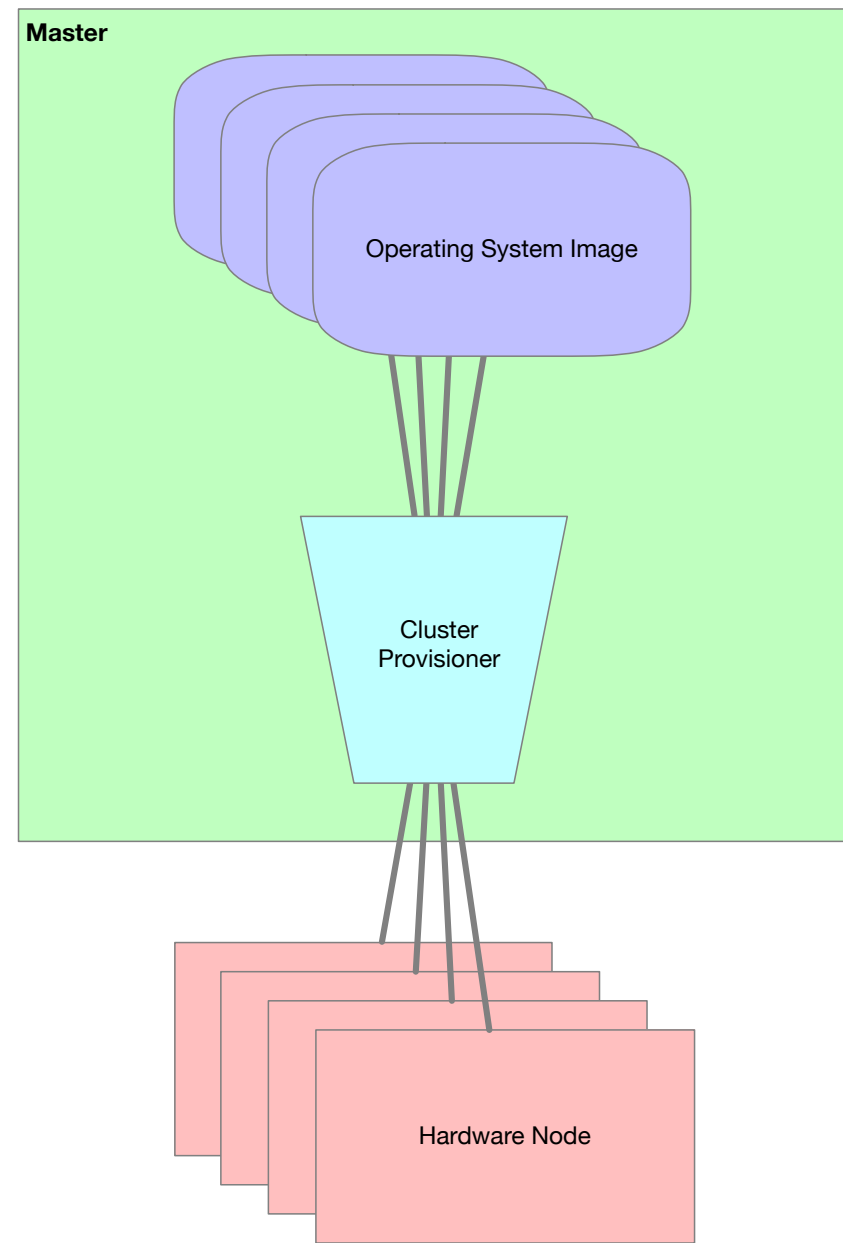 Master
Operating System Image
Cluster
Provisioner
Hardware Node